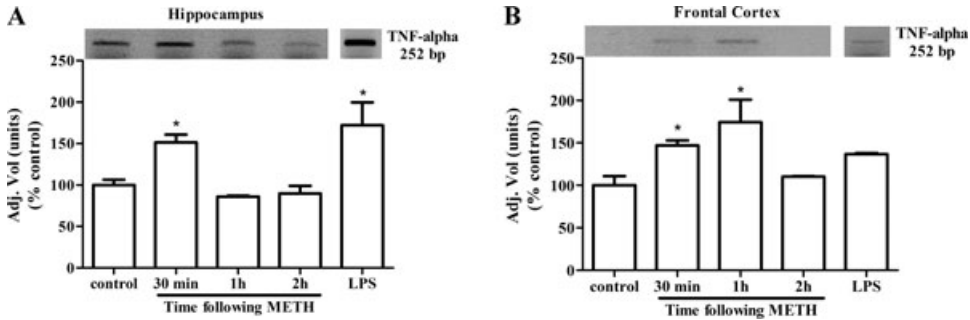 A
Hippocampus
TNF-alpha
252 bp
Adj. Vol (units)
(% control)
250
200
150
100
50
0
*
*
control
30 min
1h
2h
LPS
Time following METH
B
Frontal Cortex
TNF-alpha
252 bp
Adj. Vol (units)
(% control)
250
200
150
100
50
0
*
*
control
30 min
1h
2h
LPS
Time following METH